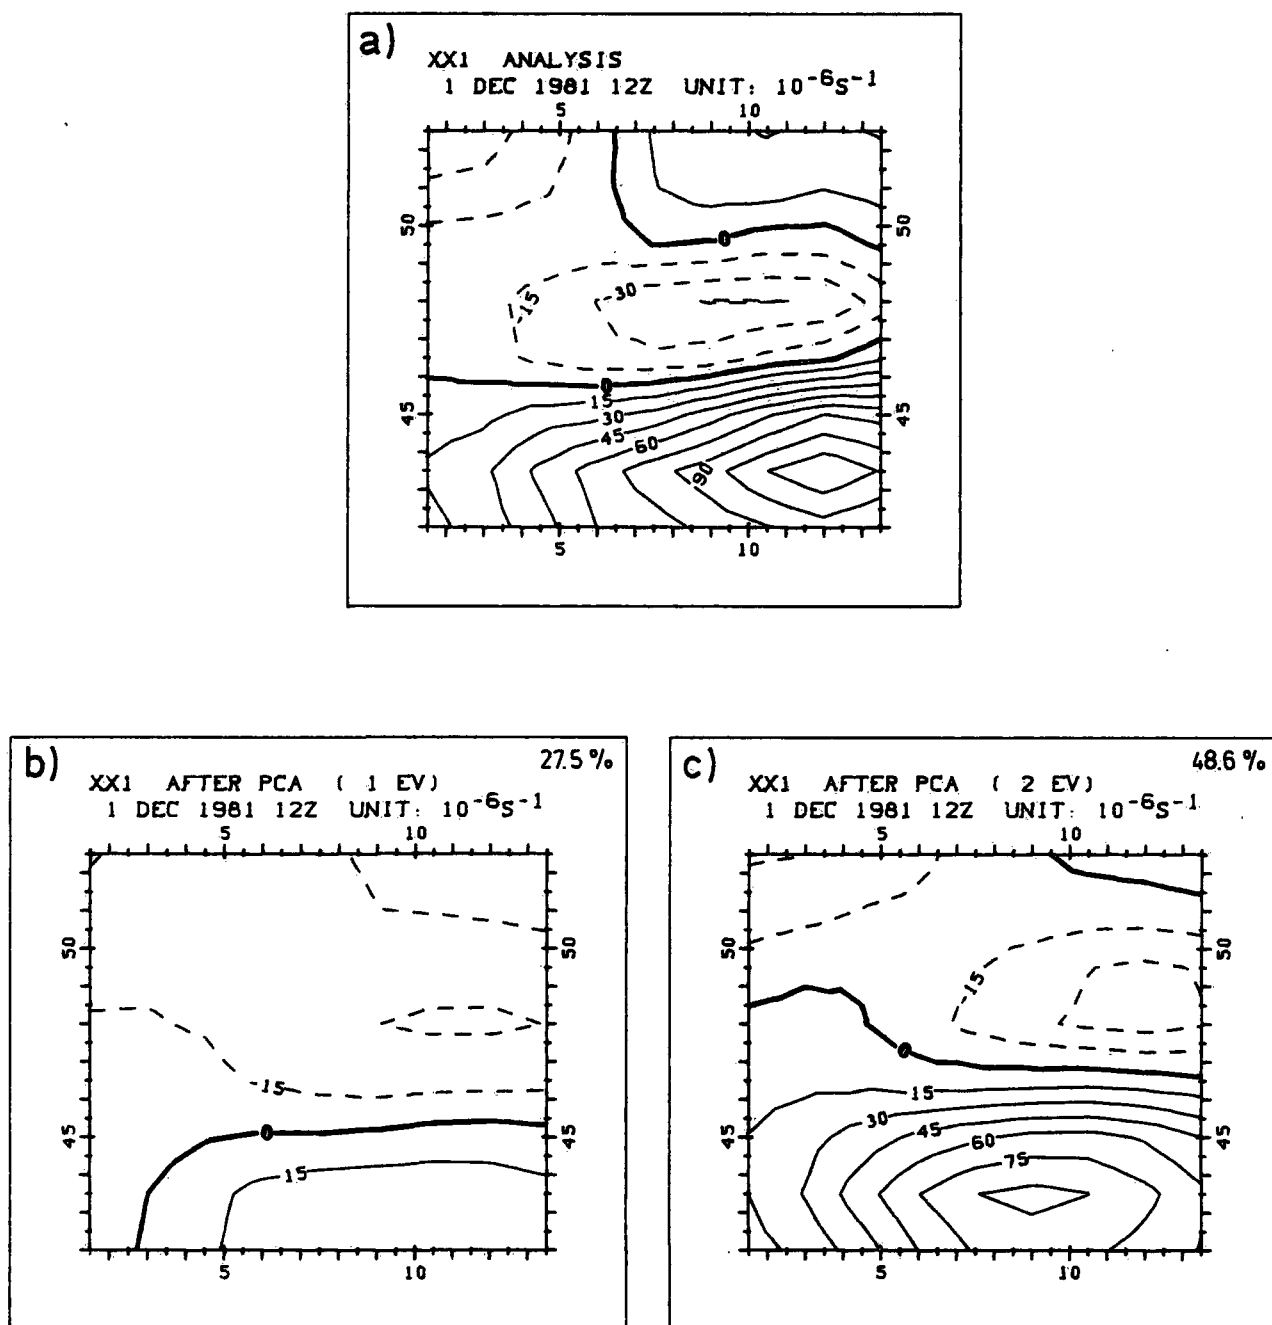 a)
XX1 ANALYSIS
1 DEC 1981 12Z UNIT: 10⁻⁶S⁻¹
5 10
50 50
0
-15
-30
0
15
45 45
30
45
60
90
5 10
b) 27.5 %
XX1 AFTER PCA ( 1 EV)
1 DEC 1981 12Z UNIT: 10⁻⁶S⁻¹
5 10
50 50
-15
45 0 45
15
5 10
c) 48.6 %
XX1 AFTER PCA ( 2 EV)
1 DEC 1981 12Z UNIT: 10⁻⁶S⁻¹
5 10
50 50
-15
0
15
30
45 45 45
60
75
5 10